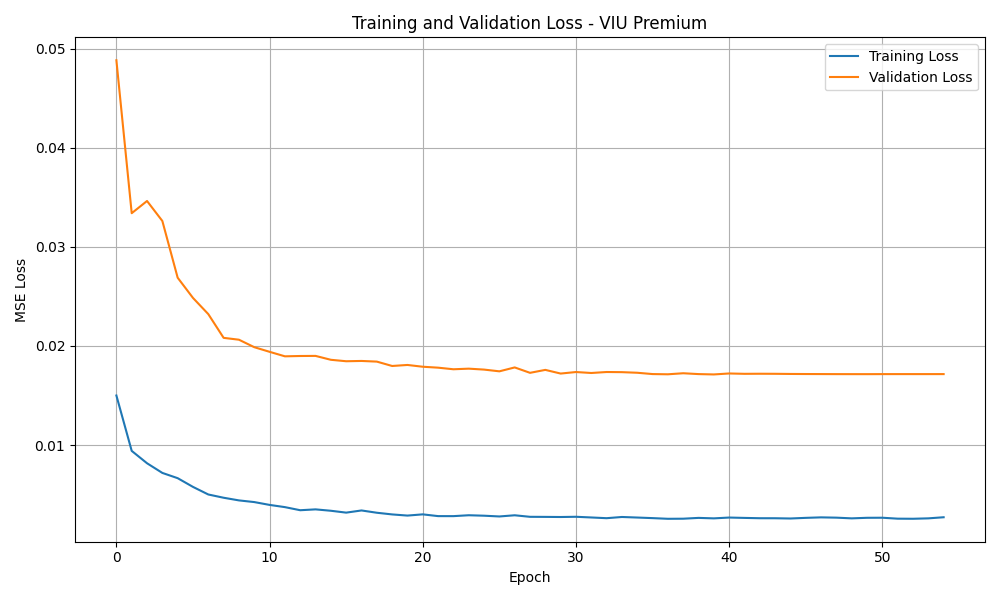 Training and Validation Loss - VIU Premium
Training Loss
Validation Loss
MSE Loss
0.05
0.04
0.03
0.02
0.01
0 10 20 30 40 50
Epoch